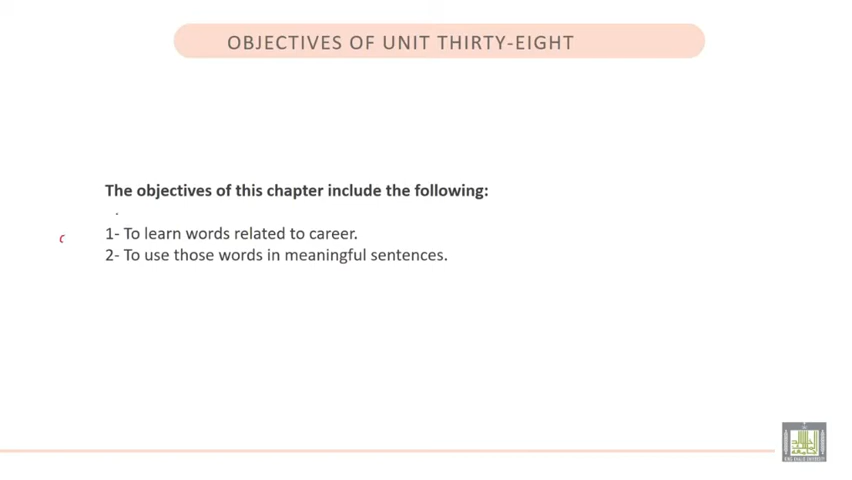 OBJECTIVES OF UNIT THIRTY-EIGHT
The objectives of this chapter include the following:
1- To learn words related to career.
2- To use those words in meaningful sentences.